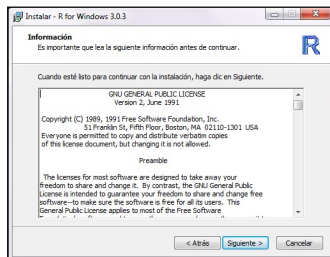 Instalar - R for Windows 3.0.3
Información
Es importante que lea la siguiente información antes de continuar.
R
Cuando esté listo para continuar con la instalación, haga clic en Siguiente.
GNU GENERAL PUBLIC LICENSE
Version 2, June 1991
Copyright (C) 1989, 1991 Free Software Foundation, Inc.
51 Franklin St, Fifth Floor, Boston, MA 02110-1301 USA
Everyone is permitted to copy and distribute verbatim copies
of this license document, but changing it is not allowed.
Preamble
The licenses for most software are designed to take away your
freedom to share and change it. By contrast, the GNU General Public
License is intended to guarantee your freedom to share and change free
software--to make sure the software is free for all its users. This
General Public License applies to most of the Free Software
< Atrás
Siguiente >
Cancelar